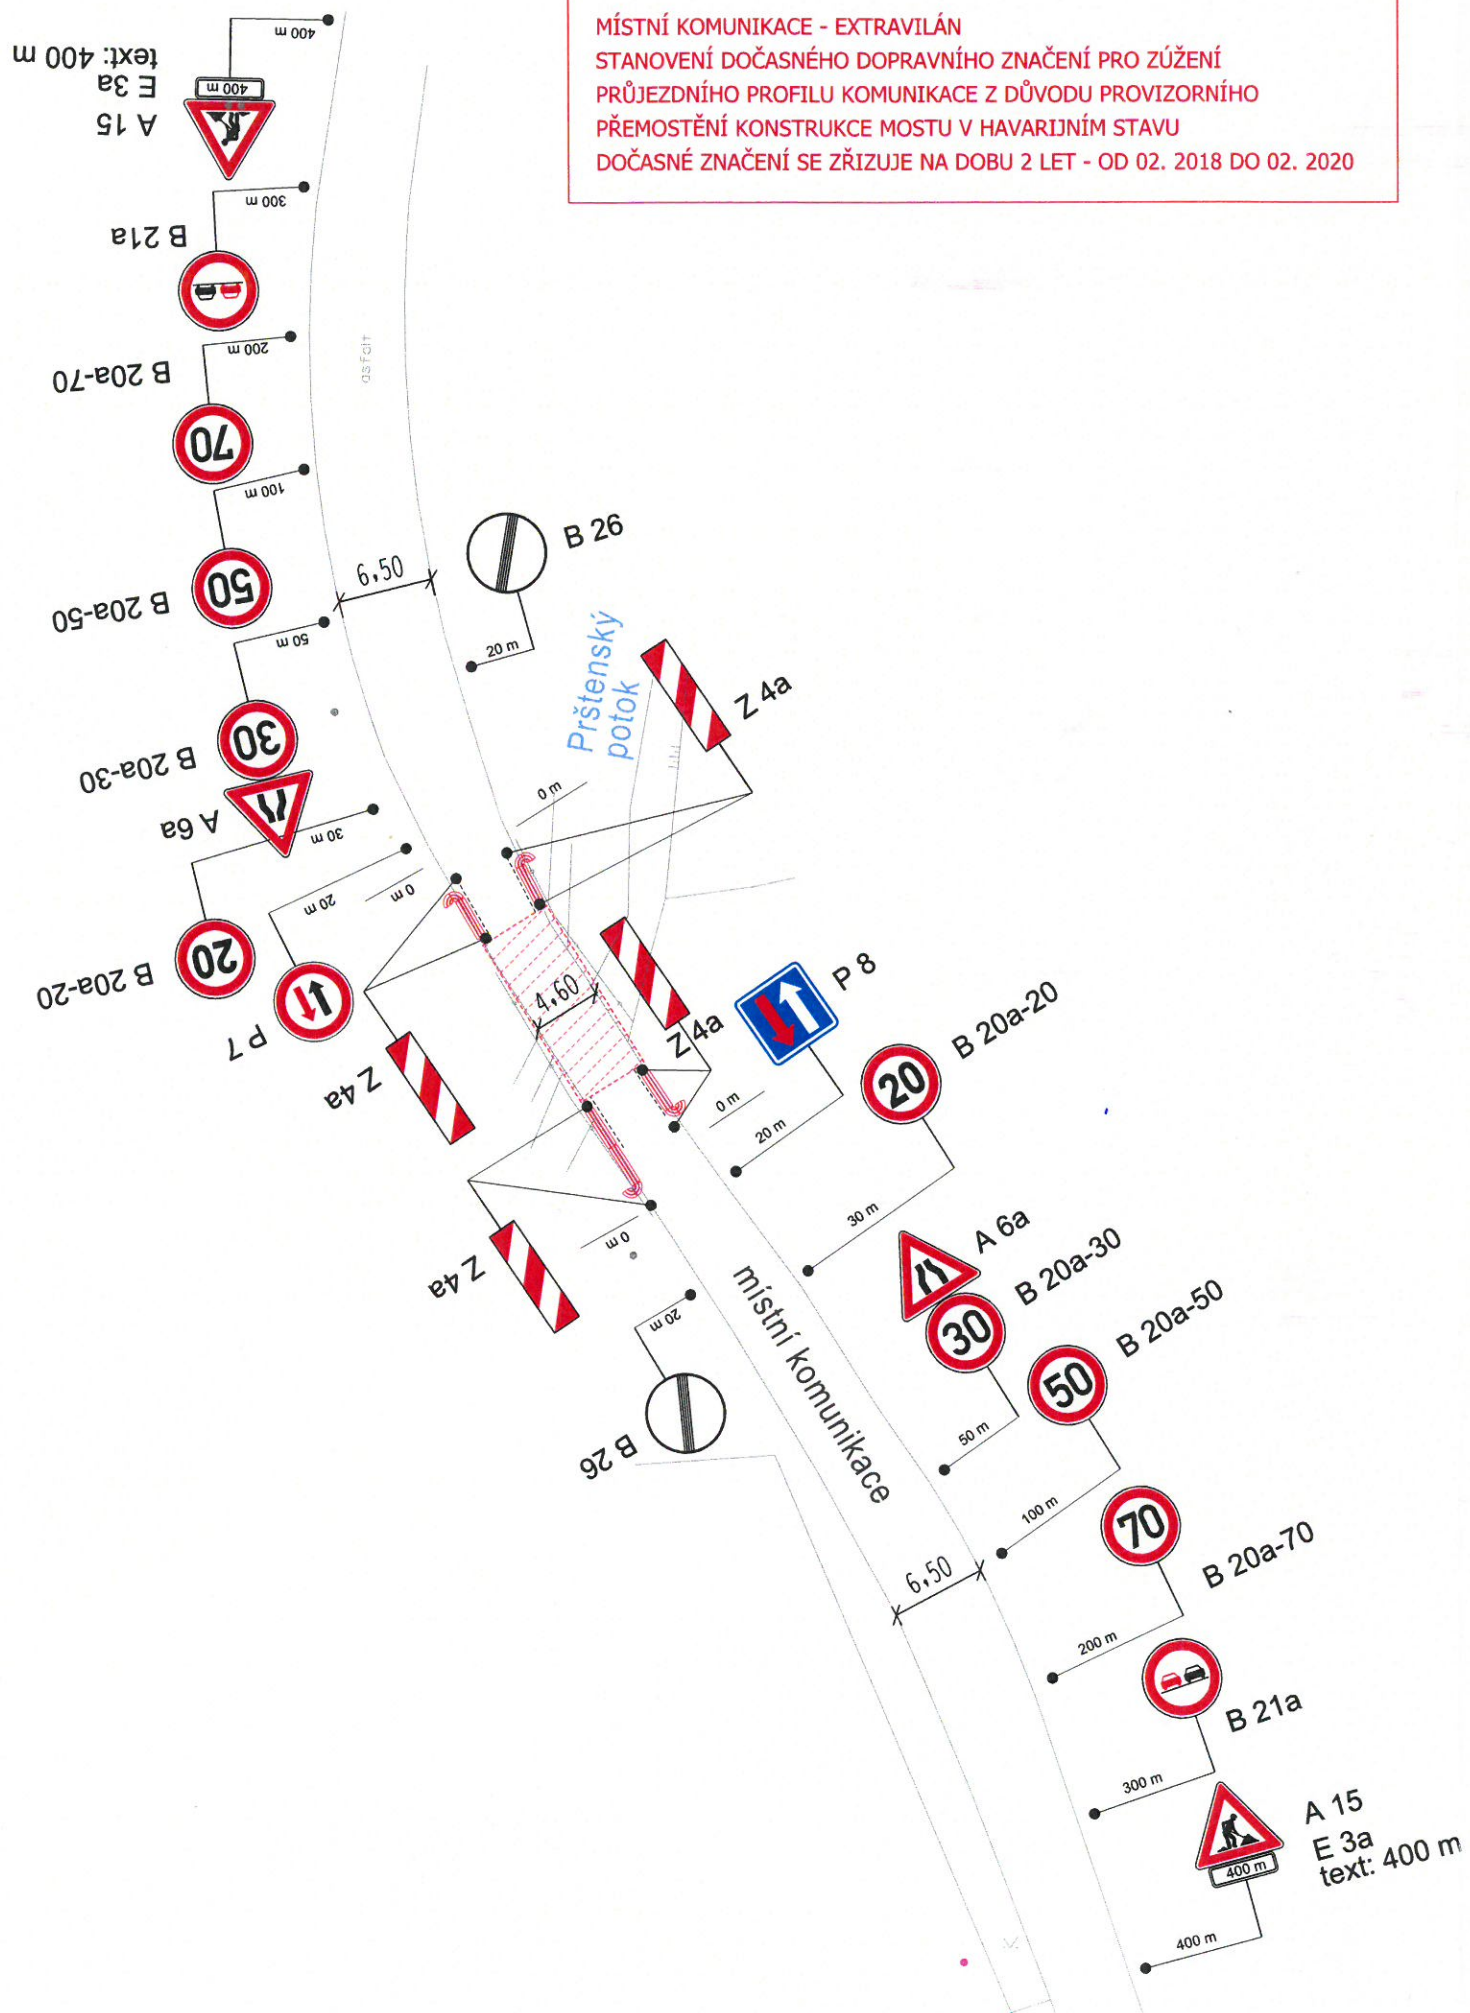 MÍSTNÍ KOMUNIKACE - EXTRAVILÁN
STANOVENÍ DOČASNÉHO DOPRAVNÍHO ZNAČENÍ PRO ZÚŽENÍ
PRŮJEZDNÍHO PROFILU KOMUNIKACE Z DŮVODU PROVIZORNÍHO
PŘEMOSTĚNÍ KONSTRUKCE MOSTU V HAVARIJNÍM STAVU
DOČASNÉ ZNAČENÍ SE ZŘIZUJE NA DOBU 2 LET - OD 02. 2018 DO 02. 2020
400 m
A 15
E 3a
text: 400 m
400 m
300 m
B 21a
200 m
B 20a-70
70
asfalt
100 m
B 20a-50
50
6,50
B 26
20 m
50 m
B 20a-30
30
A 6a
30 m
B 20a-20
20
20 m
P 7
0 m
Prštenský
potok
Z 4a
0 m
4,60
Z 4a
Z 4a
P 8
0 m
20 m
B 20a-20
20
30 m
Z 4a
0 m
20 m
B 26
místní komunikace
A 6a
B 20a-30
30
50 m
B 20a-50
50
100 m
6,50
70
B 20a-70
200 m
B 21a
300 m
A 15
E 3a
text: 400 m
400 m
400 m